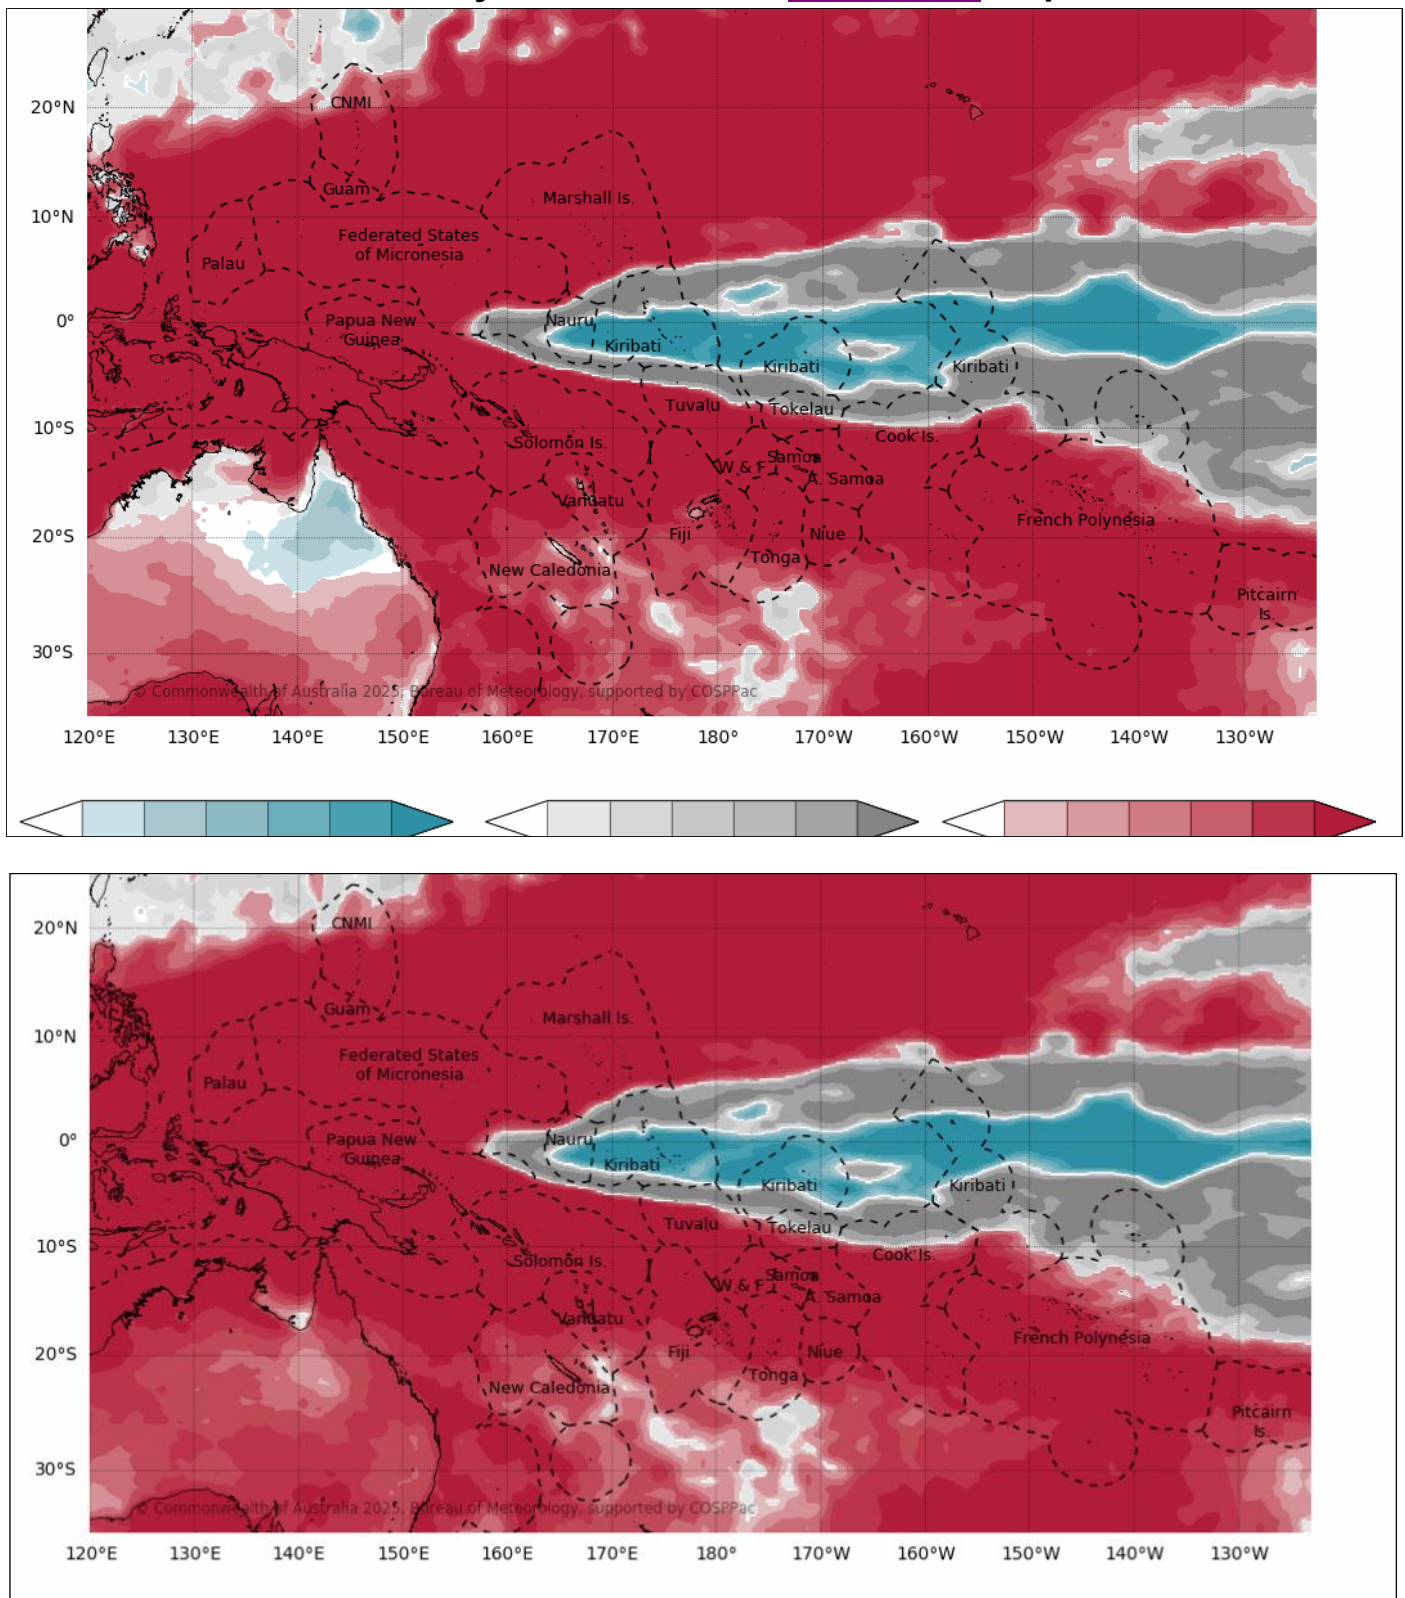 CNMI
20°N
Guam
Marshall Is.
10°N
Federated States
of Micronesia
Palau
0°
Papua New
Guinea
Nauru
Kiribati
Kiribati
Kiribati
Tuvalu
Tokelau
10°S
Solomon Is.
Cook Is.
W & F
Samoa
A. Samoa
Vanuatu
French Polynesia
20°S
Fiji
Niue
Tonga
New Caledonia
Pitcairn
Is.
30°S
© Commonwealth of Australia 2025, Bureau of Meteorology, supported by COSPPac
120°E 130°E 140°E 150°E 160°E 170°E 180° 170°W 160°W 150°W 140°W 130°W
CNMI
20°N
Guam
Marshall Is.
10°N
Federated States
of Micronesia
Palau
0°
Papua New
Guinea
Nauru
Kiribati
Kiribati
Kiribati
Tuvalu
Tokelau
10°S
Solomon Is.
Cook Is.
W & F
Samoa
A. Samoa
Vanuatu
French Polynesia
20°S
Fiji
Niue
Tonga
New Caledonia
Pitcairn
Is.
30°S
© Commonwealth of Australia 2025, Bureau of Meteorology, supported by COSPPac
120°E 130°E 140°E 150°E 160°E 170°E 180° 170°W 160°W 150°W 140°W 130°W